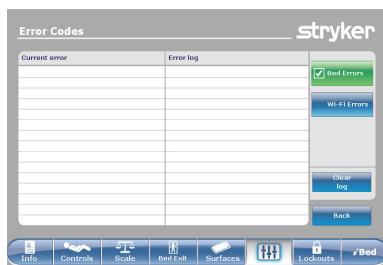 Error Codes
stryker
Current error
Error log
Bed Errors
Wi-Fi Errors
Clear
log
Back
Info
Controls
Scale
Bed Exit
Surfaces
Lockouts
iBed